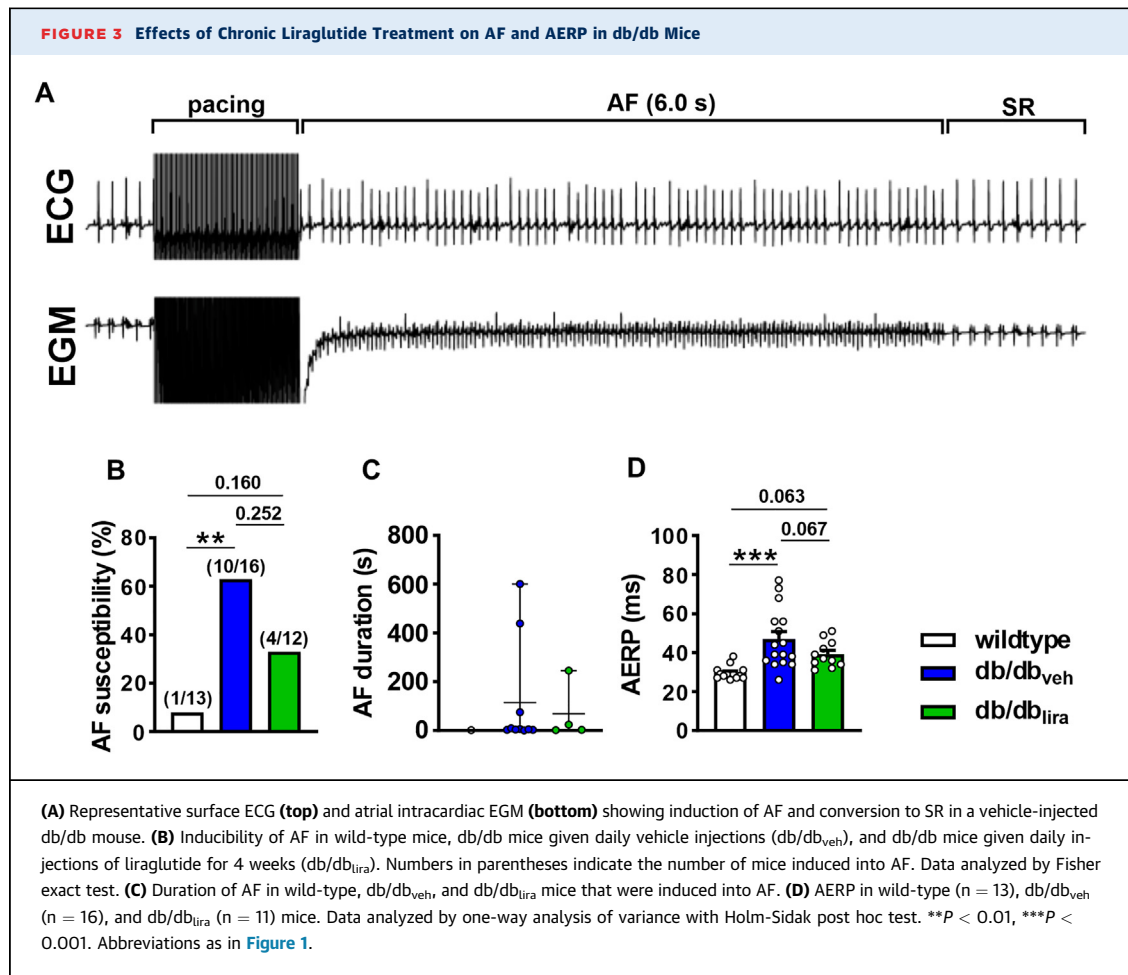 FIGURE 3 Effects of Chronic Liraglutide Treatment on AF and AERP in db/db Mice
A
pacing
AF (6.0 s)
SR
ECG
EGM
B
0.160
0.252
**
AF susceptibility (%)
80
60
40
20
0
(1/13)
(10/16)
(4/12)
C
AF duration (s)
800
600
400
200
0
D
0.063
0.067
***
AERP (ms)
100
80
60
40
20
0
wildtype
db/dbveh
db/dblira
(A) Representative surface ECG (top) and atrial intracardiac EGM (bottom) showing induction of AF and conversion to SR in a vehicle-injected
db/db mouse. (B) Inducibility of AF in wild-type mice, db/db mice given daily vehicle injections (db/dbveh), and db/db mice given daily in-
jections of liraglutide for 4 weeks (db/dblira). Numbers in parentheses indicate the number of mice induced into AF. Data analyzed by Fisher
exact test. (C) Duration of AF in wild-type, db/dbveh, and db/dblira mice that were induced into AF. (D) AERP in wild-type (n = 13), db/dbveh
(n = 16), and db/dblira (n = 11) mice. Data analyzed by one-way analysis of variance with Holm-Sidak post hoc test. **P < 0.01, ***P <
0.001. Abbreviations as in Figure 1.